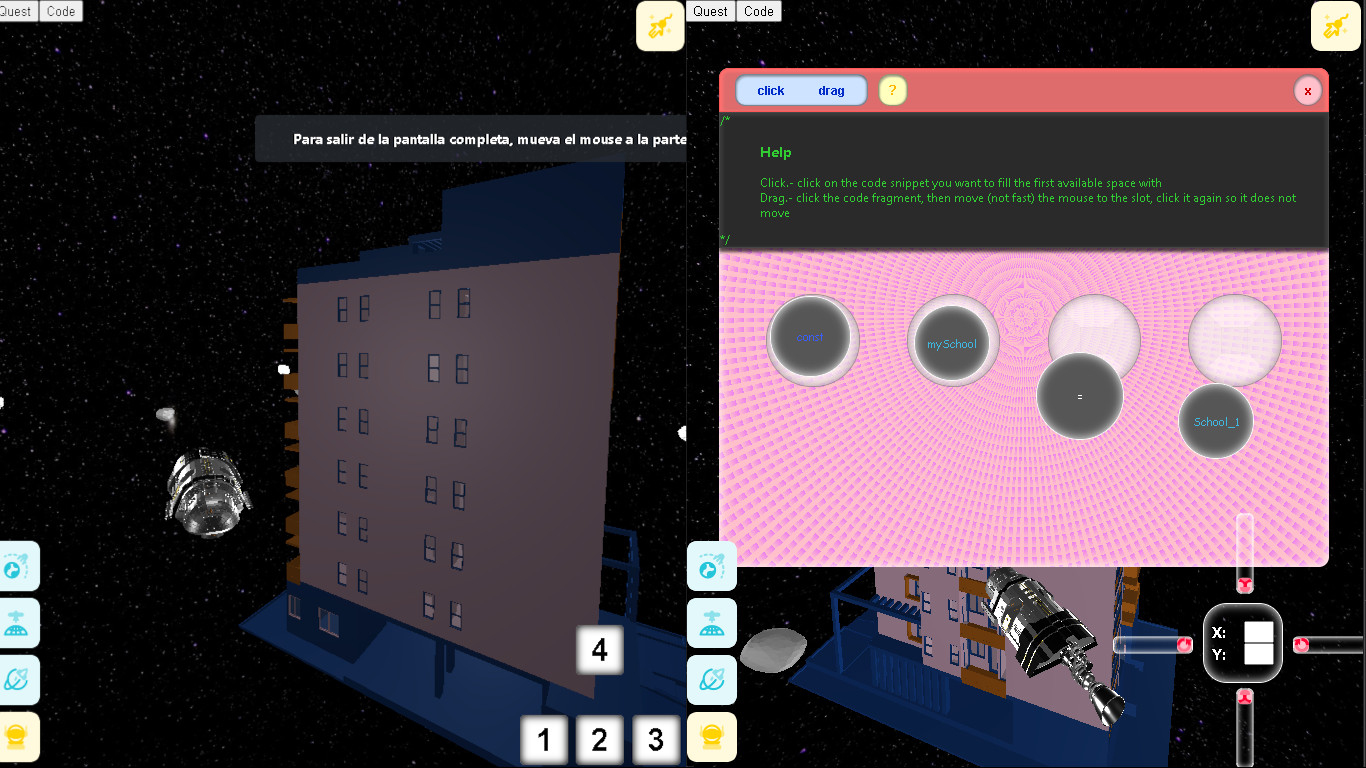 Quest Code
Quest Code
click drag ? x
Para salir de la pantalla completa, mueva el mouse a la parte
/*
Help
Click.- click on the code snippet you want to fill the first available space with
Drag.- click the code fragment, then move (not fast) the mouse to the slot, click it again so it does not
move
*/
const
mySchool
=
School_1
X:
Y:
4
1 2 3